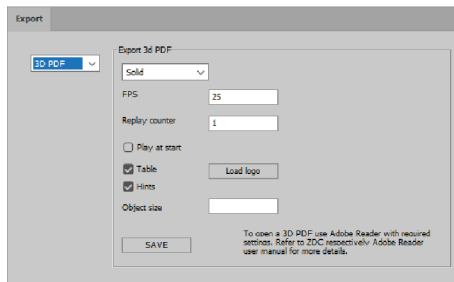 Export
3D PDF
Export 3d PDF
Solid
FPS
25
Replay counter
1
Play at start
Table
Load logo
Hints
Object size
SAVE
To open a 3D PDF use Adobe Reader with required
settings. Refer to ZDC respectively Adobe Reader
user manual for more details.